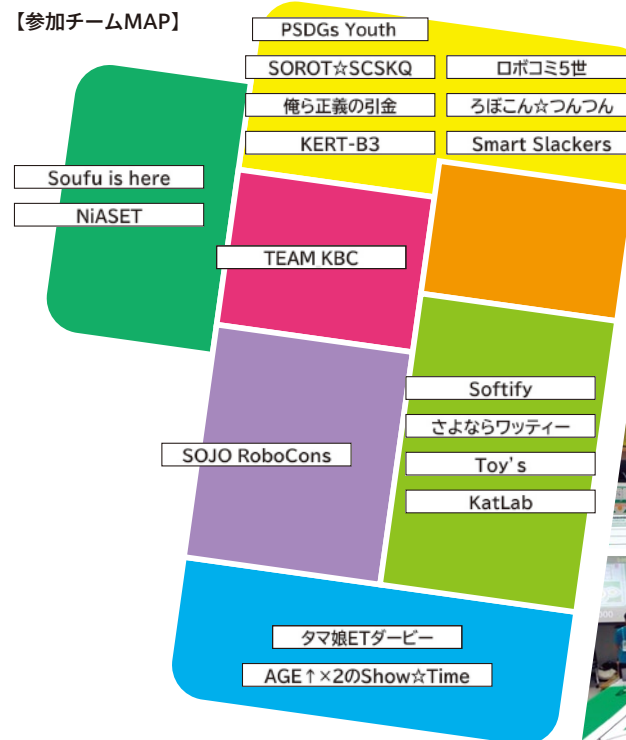 【参加チームMAP】
PSDGs Youth
SOROT☆SCSKQ
ロボコミ5世
俺ら正義の引金
ろぼこん☆つんつん
KERT-B3
Smart Slackers
Soufu is here
NiASET
TEAM_KBC
Softify
さよならワッティー
SOJO RoboCons
Toy's
KatLab
タマ娘ETダービー
AGE↑×2のShow☆Time